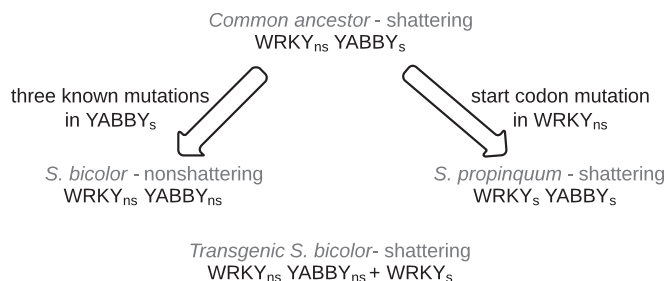 Common ancestor - shattering
WRKYns YABBYs
three known mutations
in YABBYs
start codon mutation
in WRKYns
S. bicolor - nonshattering
WRKYns YABBYns
S. propinquum - shattering
WRKYs YABBYs
Transgenic S. bicolor- shattering
WRKYns YABBYns + WRKYs